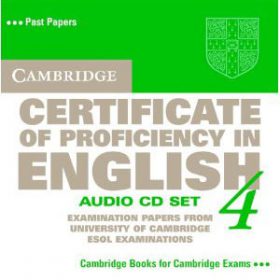 ••• Past Papers
CAMBRIDGE
CERTIFICATE
OF PROFICIENCY IN
ENGLISH
4
AUDIO CD SET
EXAMINATION PAPERS FROM
UNIVERSITY OF CAMBRIDGE
ESOL EXAMINATIONS
Cambridge Books for Cambridge Exams •••